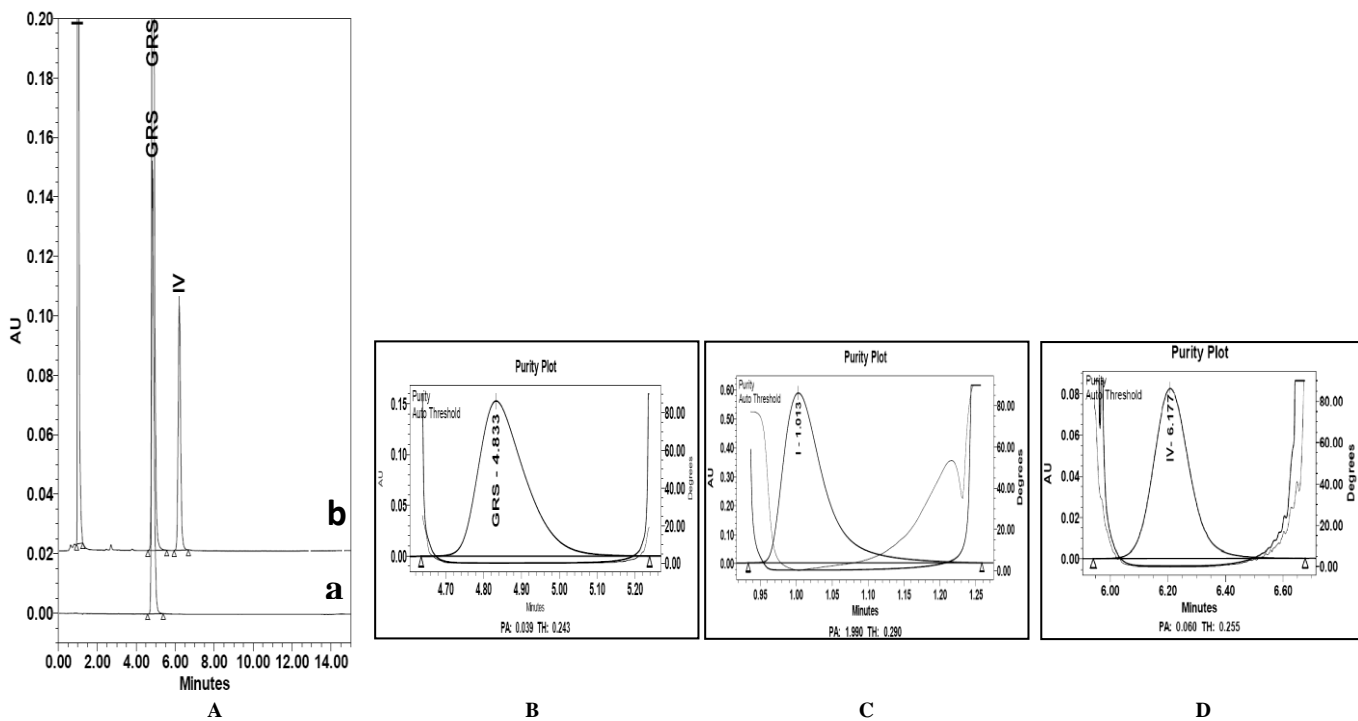 0.20
0.18
0.16
0.14
0.12
0.10
0.08
0.06
0.04
0.02
0.00
AU
I
GRS
GRS
IV
b
a
0.00 2.00 4.00 6.00 8.00 10.00 12.00 14.00
Minutes
A
Purity Plot
Purity
Auto Threshold
0.15
0.10
0.05
0.00
AU
GRS - 4.833
80.00
60.00
40.00
20.00
0.00
Degrees
4.70 4.80 4.90 5.00 5.10 5.20
Minutes
PA: 0.039 TH: 0.243
B
Purity Plot
Purity
Auto Threshold
0.60
0.50
0.40
0.30
0.20
0.10
0.00
AU
I - 1.013
80.00
60.00
40.00
20.00
0.00
Degrees
0.95 1.00 1.05 1.10 1.15 1.20 1.25
Minutes
PA: 1.990 TH: 0.290
C
Purity Plot
Purity
Auto Threshold
0.08
0.06
0.04
0.02
0.00
AU
IV- 6.177
80.00
60.00
40.00
20.00
0.00
Degrees
6.00 6.20 6.40 6.60
Minutes
PA: 0.060 TH: 0.255
D